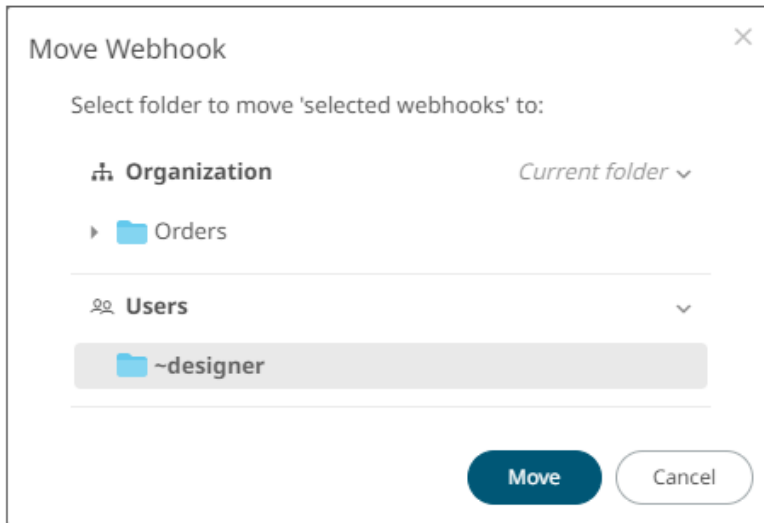 Move Webhook
Select folder to move 'selected webhooks' to:
Organization Current folder
Orders
Users
~designer
Move Cancel